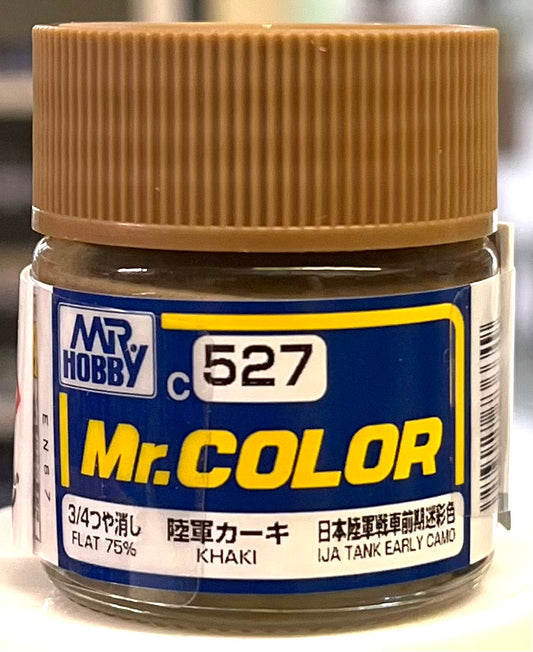 MR.
HOBBY
C 527
Mr.COLOR
3/4つや消し
FLAT 75%
陸軍カーキ
KHAKI
日本陸軍戦車前期迷彩色
IJA TANK EARLY CAMO